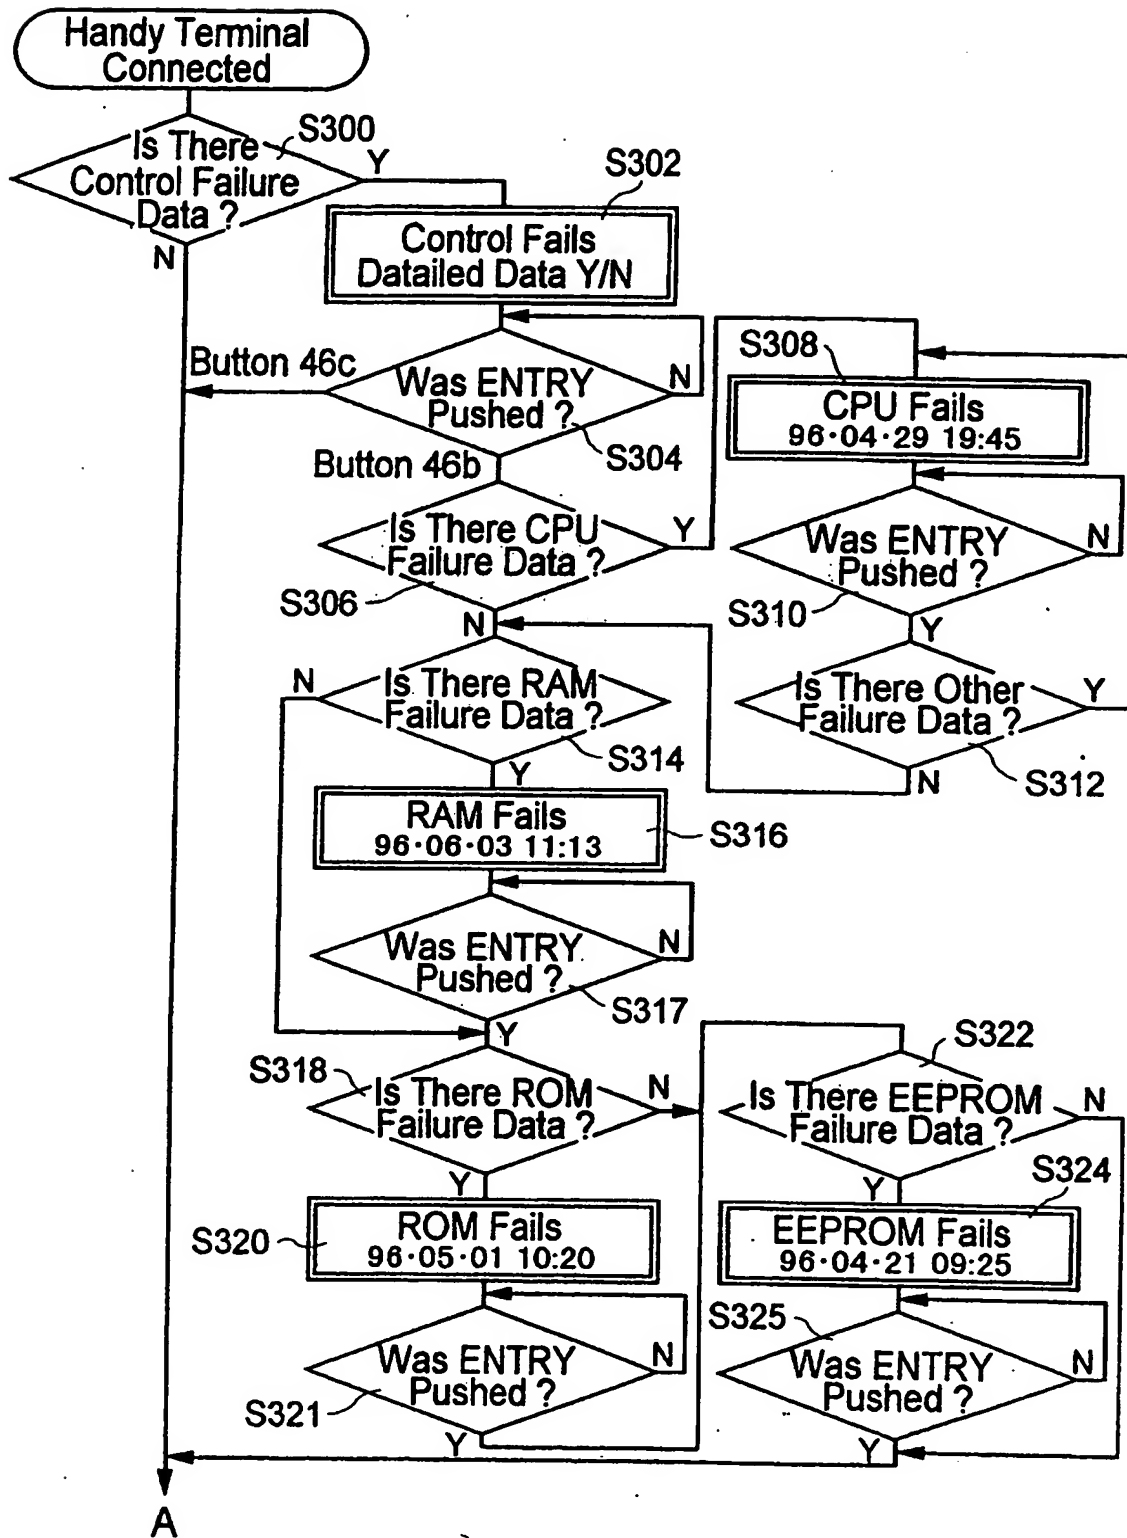 Handy Terminal
Connected
S300
Is There
Control Failure
Data ?
Y
N
S302
Control Fails
Datailed Data Y/N
Button 46c
Was ENTRY
Pushed ?
N
S304
Button 46b
Is There CPU
Failure Data ?
Y
S306
N
S308
CPU Fails
96·04·29 19:45
Was ENTRY
Pushed ?
N
S310
Y
Is There Other
Failure Data ?
Y
S312
N
N
Is There RAM
Failure Data ?
S314
Y
RAM Fails
96·06·03 11:13
S316
Was ENTRY
Pushed ?
N
S317
Y
S318
Is There ROM
Failure Data ?
N
Y
S320
ROM Fails
96·05·01 10:20
Was ENTRY
Pushed ?
N
S321
Y
S322
Is There EEPROM
Failure Data ?
N
Y
S324
EEPROM Fails
96·04·21 09:25
S325
Was ENTRY
Pushed ?
N
Y
A